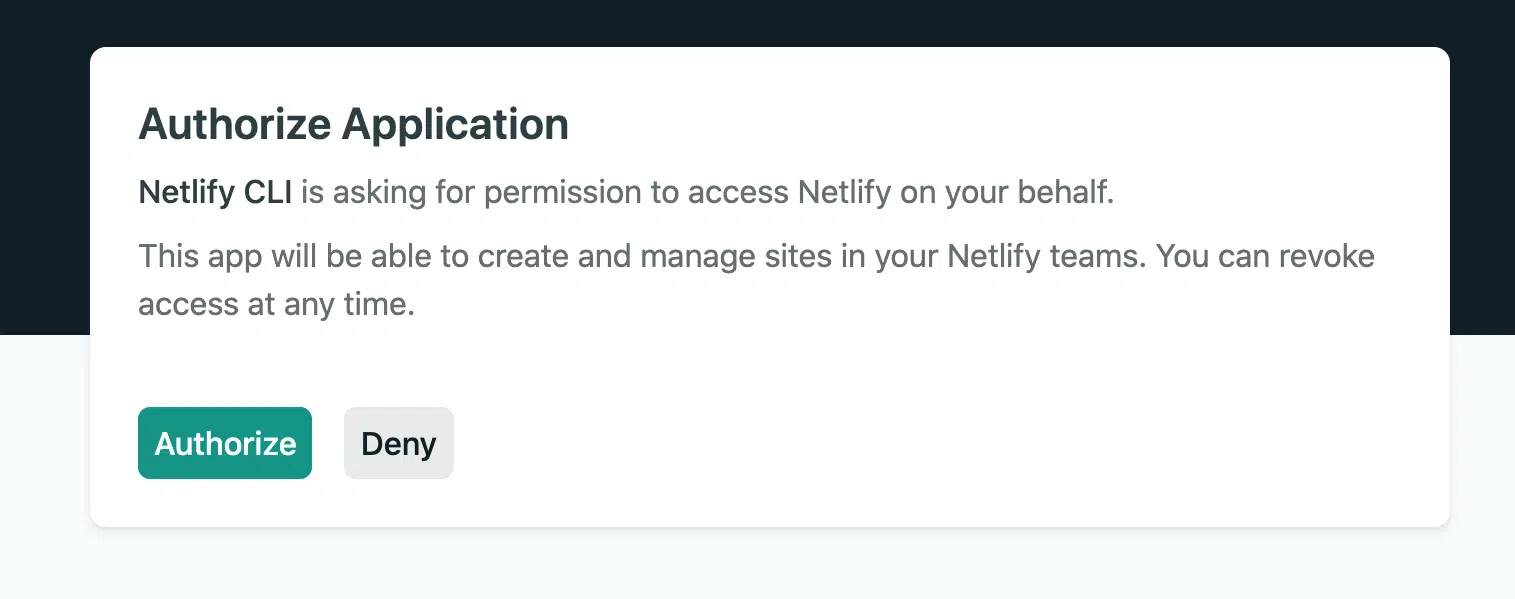 Authorize Application
Netlify CLI is asking for permission to access Netlify on your behalf.
This app will be able to create and manage sites in your Netlify teams. You can revoke
access at any time.
Authorize
Deny